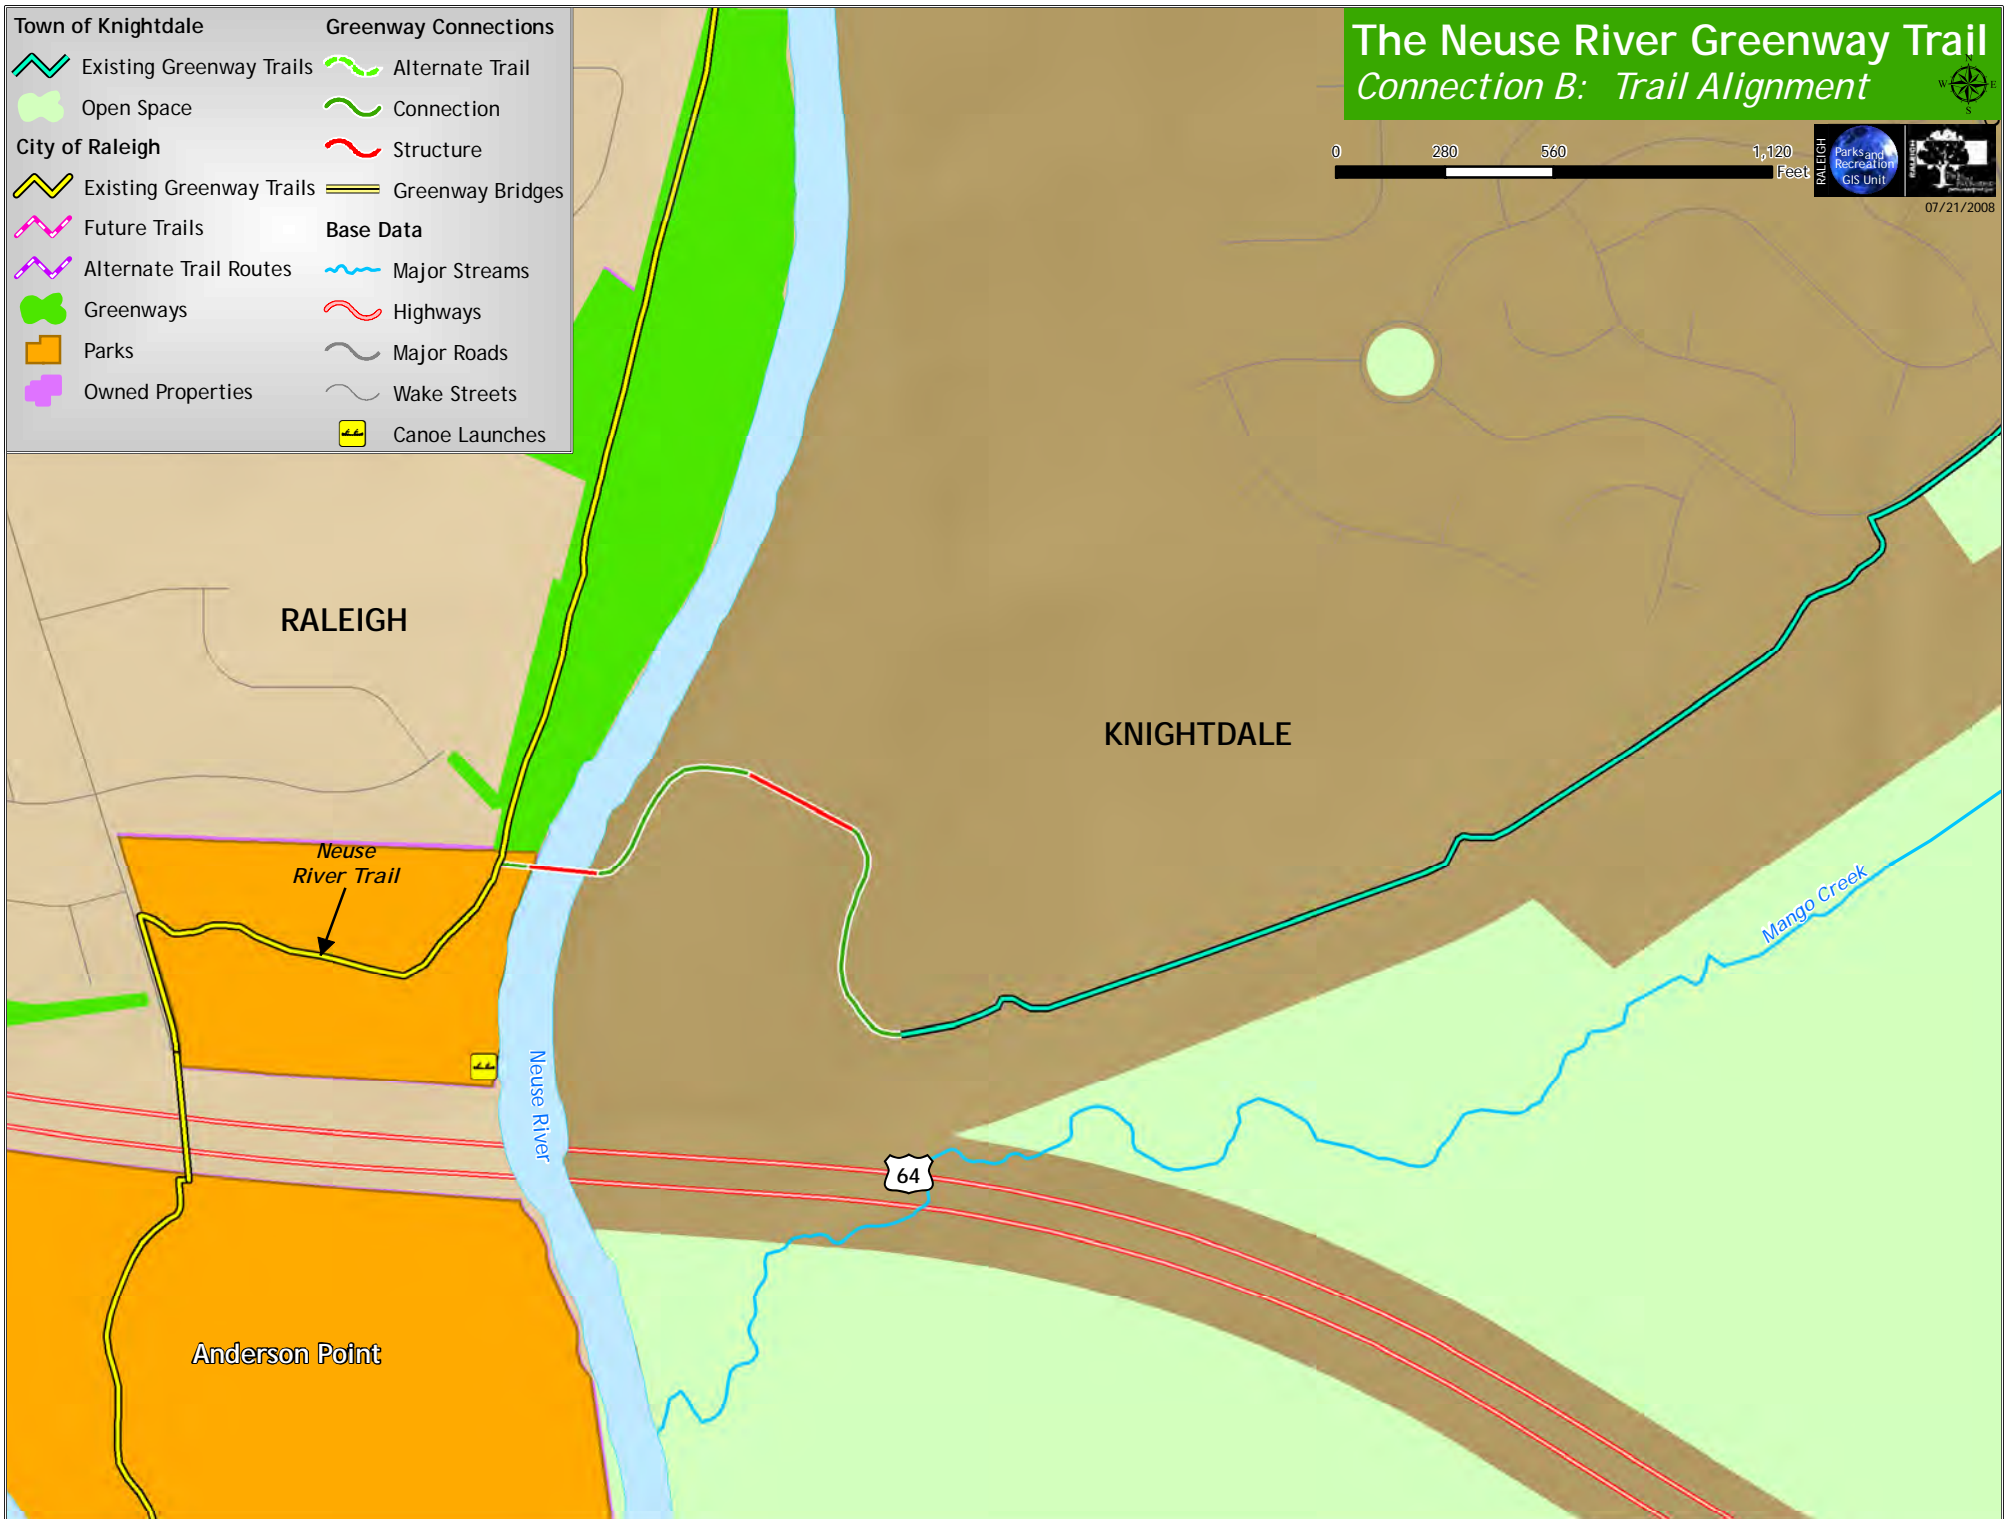 Town of Knightdale
Existing Greenway Trails
Open Space
City of Raleigh
Existing Greenway Trails
Future Trails
Alternate Trail Routes
Greenways
Parks
Owned Properties
Greenway Connections
Alternate Trail
Connection
Structure
Greenway Bridges
Base Data
Major Streams
Highways
Major Roads
Wake Streets
Canoe Launches
The Neuse River Greenway Trail
Connection B: Trail Alignment
N
W E
S
0 280 560 1,120
Feet
RALEIGH
Parks and
Recreation
GIS Unit
RALEIGH
07/21/2008
RALEIGH
KNIGHTDALE
Neuse
River Trail
Mango Creek
Neuse River
64
Anderson Point